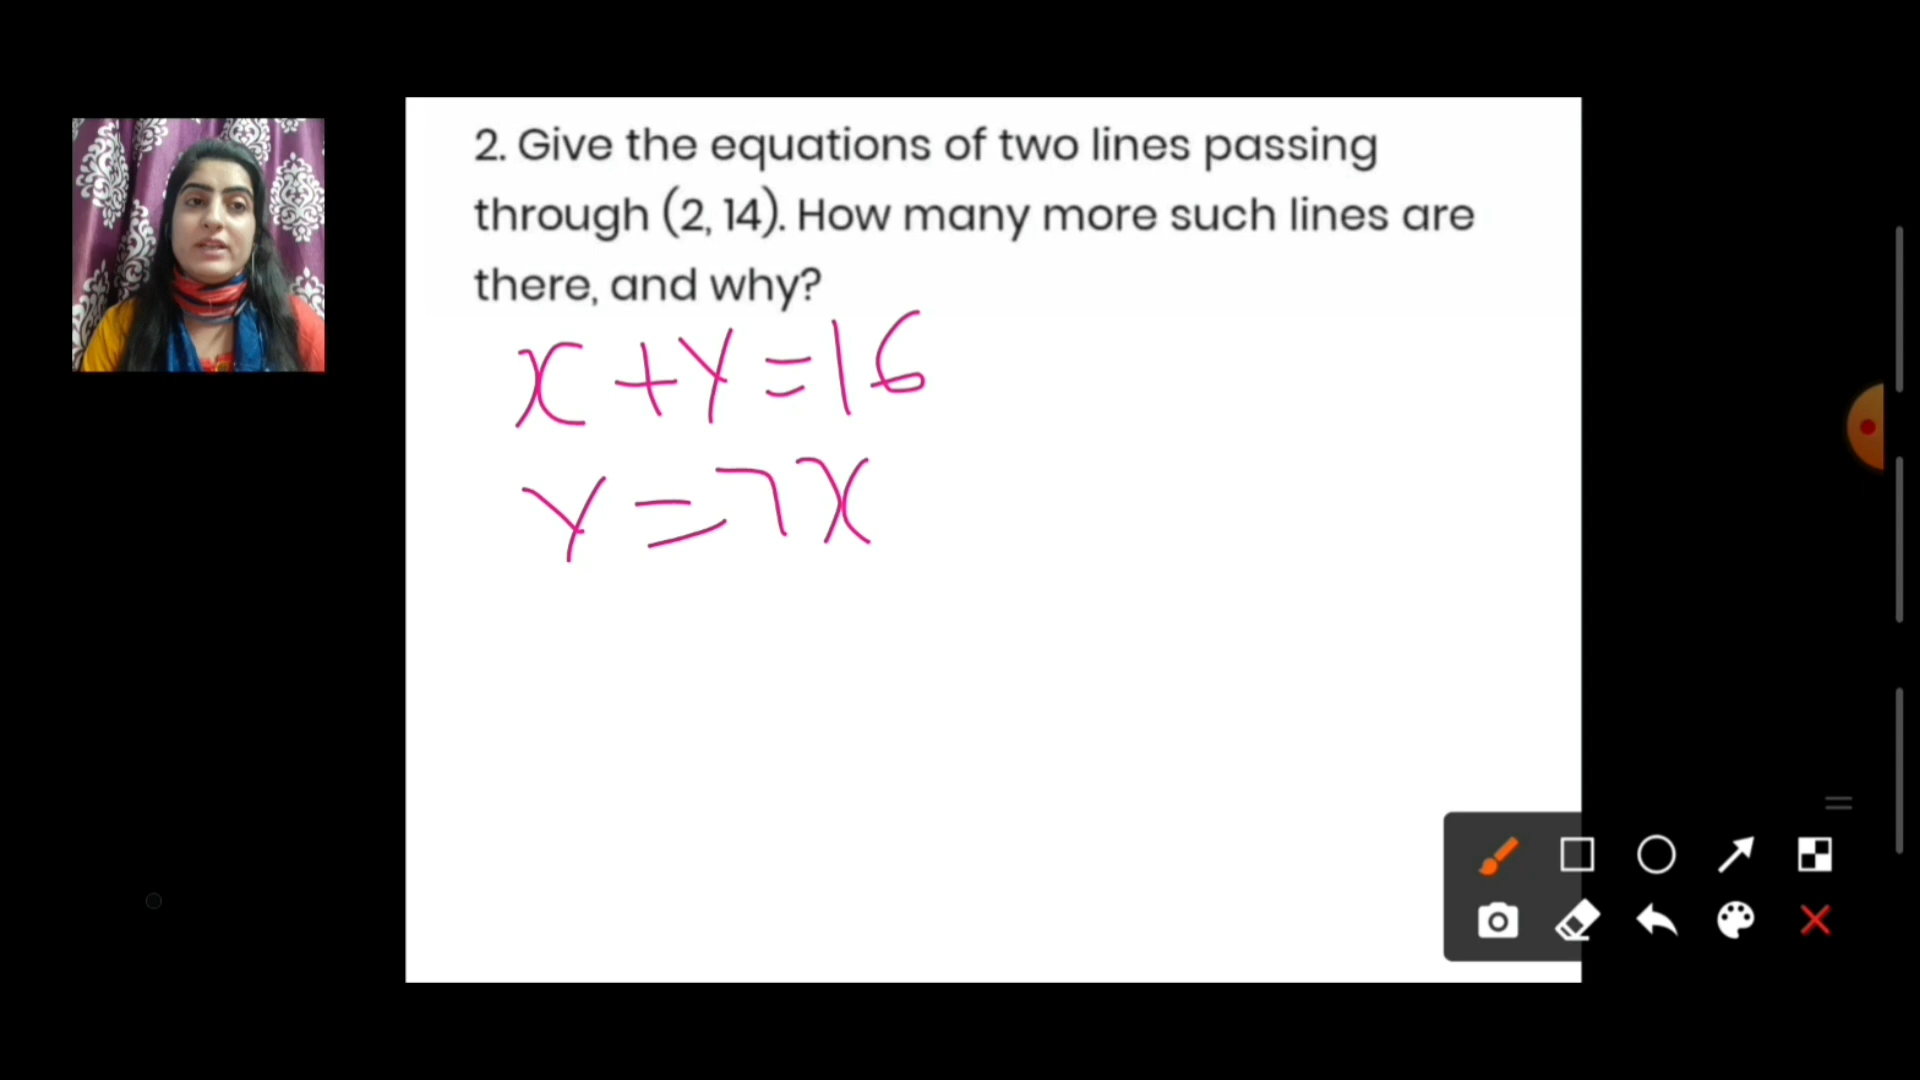 2. Give the equations of two lines passing
through (2, 14). How many more such lines are
there, and why?
x + y = 16
y = 7x